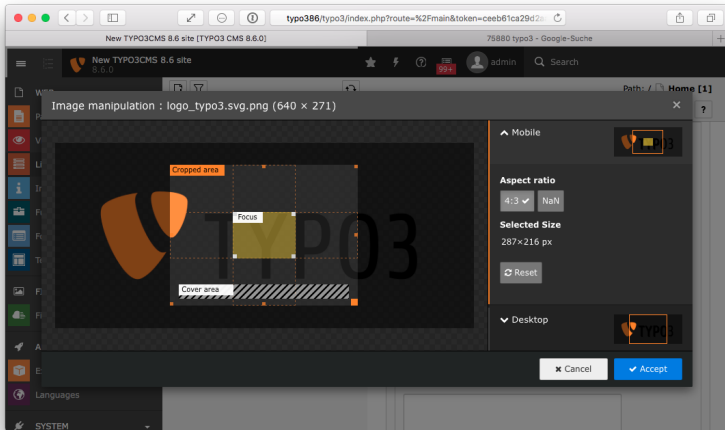 typo386/typo3/index.php?route=%2Fmain&token=ceeb61ca29d2
New TYPO3CMS 8.6 site [TYPO3 CMS 8.6.0]
75880 typo3 - Google-Suche
New TYPO3CMS 8.6 site
8.6.0
99+
admin
Search
WE
Path: / Home [1]
Image manipulation : logo_typo3.svg.png (640 × 271)
Mobile
TYPO3
Cropped area
Focus
TYPO3
Cover area
Aspect ratio
4:3
NaN
Selected Size
287×216 px
Reset
Desktop
TYPO3
Cancel
Accept
Languages
SYSTEM